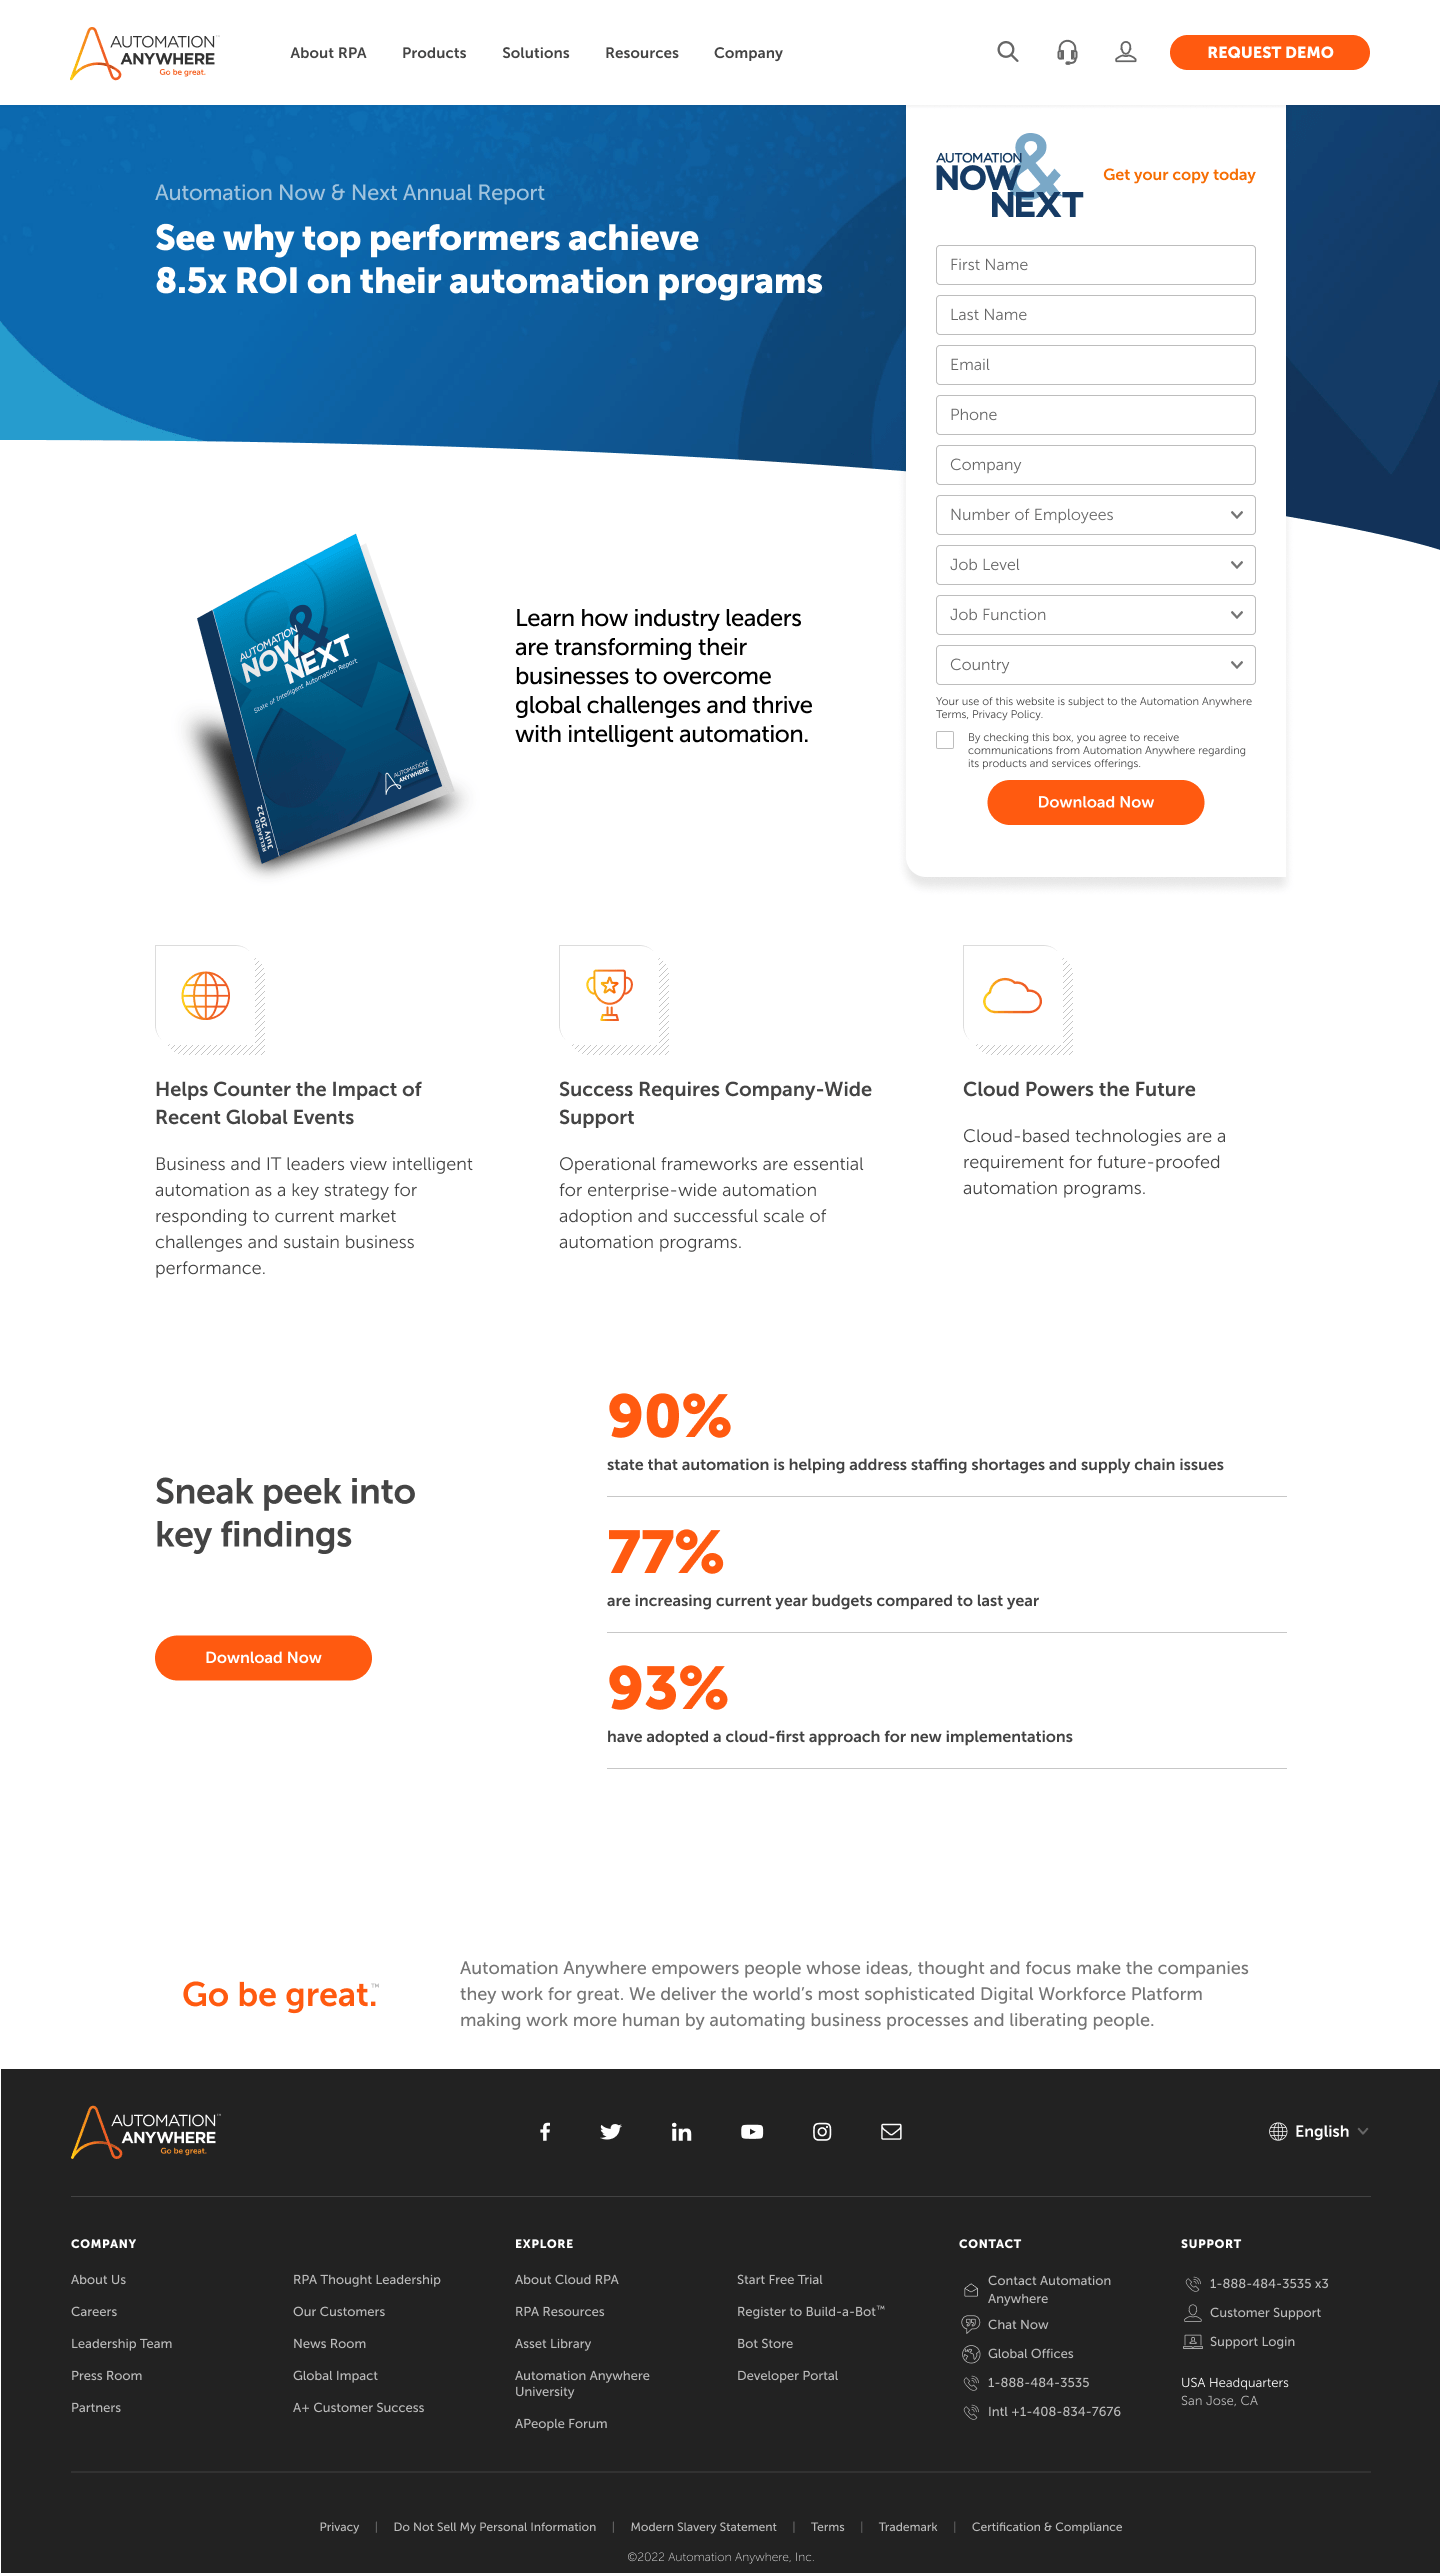 AUTOMATION™
ANYWHERE
Go be great.
About RPA
Products
Solutions
Resources
Company
REQUEST DEMO
Automation Now & Next Annual Report
See why top performers achieve
8.5x ROI on their automation programs
AUTOMATION
NOW &
NEXT
Get your copy today
First Name
Last Name
Email
Phone
Company
Number of Employees
Job Level
Job Function
Country
Your use of this website is subject to the Automation Anywhere
Terms, Privacy Policy.
By checking this box, you agree to receive
communications from Automation Anywhere regarding
its products and services offerings.
Download Now
AUTOMATION
NOW &
NEXT
State of Intelligent Automation Report
AUTOMATION
ANYWHERE
RELEASED
July 2022
Learn how industry leaders
are transforming their
businesses to overcome
global challenges and thrive
with intelligent automation.
Helps Counter the Impact of
Recent Global Events
Business and IT leaders view intelligent
automation as a key strategy for
responding to current market
challenges and sustain business
performance.
Success Requires Company-Wide
Support
Operational frameworks are essential
for enterprise-wide automation
adoption and successful scale of
automation programs.
Cloud Powers the Future
Cloud-based technologies are a
requirement for future-proofed
automation programs.
Sneak peek into
key findings
Download Now
90%
state that automation is helping address staffing shortages and supply chain issues
77%
are increasing current year budgets compared to last year
93%
have adopted a cloud-first approach for new implementations
Go be great.™
Automation Anywhere empowers people whose ideas, thought and focus make the companies
they work for great. We deliver the world’s most sophisticated Digital Workforce Platform
making work more human by automating business processes and liberating people.
AUTOMATION™
ANYWHERE
Go be great.
English
COMPANY
About Us
Careers
Leadership Team
Press Room
Partners
RPA Thought Leadership
Our Customers
News Room
Global Impact
A+ Customer Success
EXPLORE
About Cloud RPA
RPA Resources
Asset Library
Automation Anywhere
University
APeople Forum
Start Free Trial
Register to Build-a-Bot™
Bot Store
Developer Portal
CONTACT
Contact Automation
Anywhere
Chat Now
Global Offices
1-888-484-3535
Intl +1-408-834-7676
SUPPORT
1-888-484-3535 x3
Customer Support
Support Login
USA Headquarters
San Jose, CA
Privacy | Do Not Sell My Personal Information | Modern Slavery Statement | Terms | Trademark | Certification & Compliance
©2022 Automation Anywhere, Inc.